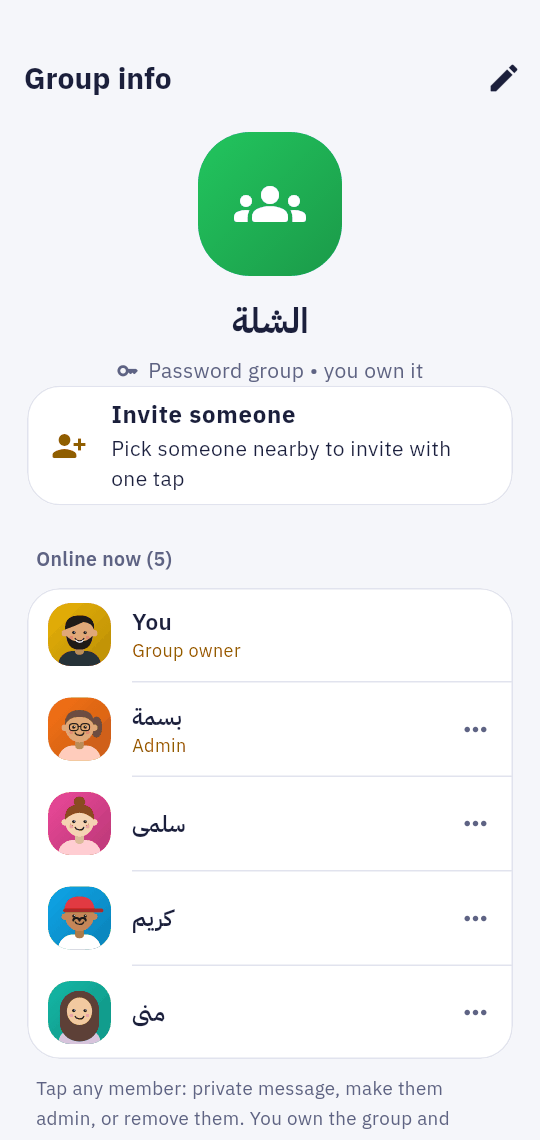 Group info
الشلة
Password group • you own it
Invite someone
Pick someone nearby to invite with
one tap
Online now (5)
You
Group owner
بسمة
Admin
سلمى
كريم
منى
Tap any member: private message, make them
admin, or remove them. You own the group and